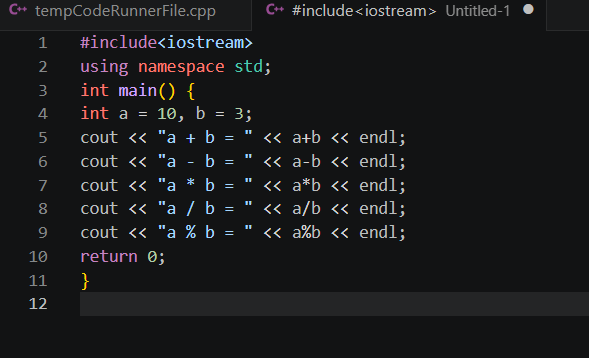 C++ tempCodeRunnerFile.cpp C++ #include<iostream> Untitled-1
1 #include<iostream>
2 using namespace std;
3 int main() {
4 int a = 10, b = 3;
5 cout << "a + b = " << a+b << endl;
6 cout << "a - b = " << a-b << endl;
7 cout << "a * b = " << a*b << endl;
8 cout << "a / b = " << a/b << endl;
9 cout << "a % b = " << a%b << endl;
10 return 0;
11 }
12